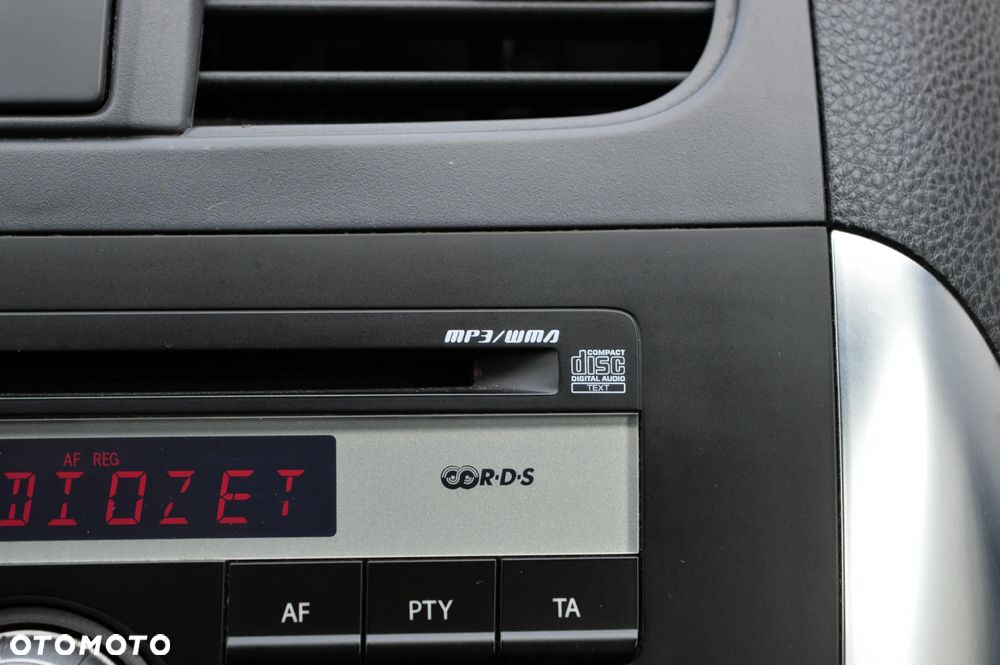 MP3/WMA
COMPACT
disc
DIGITAL AUDIO
TEXT
AF REG
DIOZET
R·D·S
AF PTY TA
OTOMOTO